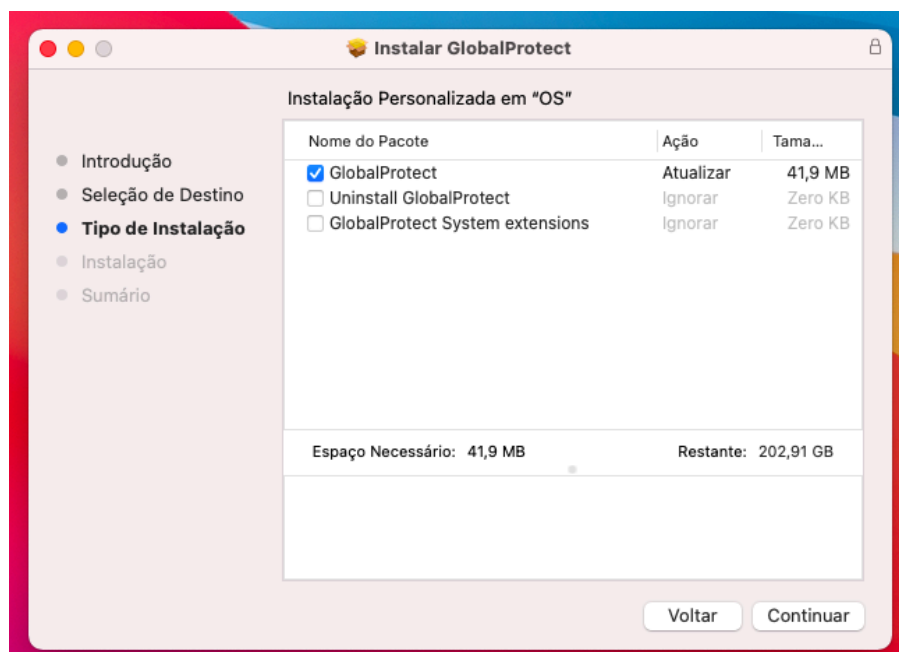 Instalar GlobalProtect
Instalação Personalizada em “OS”
Introdução
Seleção de Destino
Tipo de Instalação
Instalação
Sumário
Nome do Pacote Ação Tama...
GlobalProtect Atualizar 41,9 MB
Uninstall GlobalProtect Ignorar Zero KB
GlobalProtect System extensions Ignorar Zero KB
Espaço Necessário: 41,9 MB Restante: 202,91 GB
Voltar Continuar